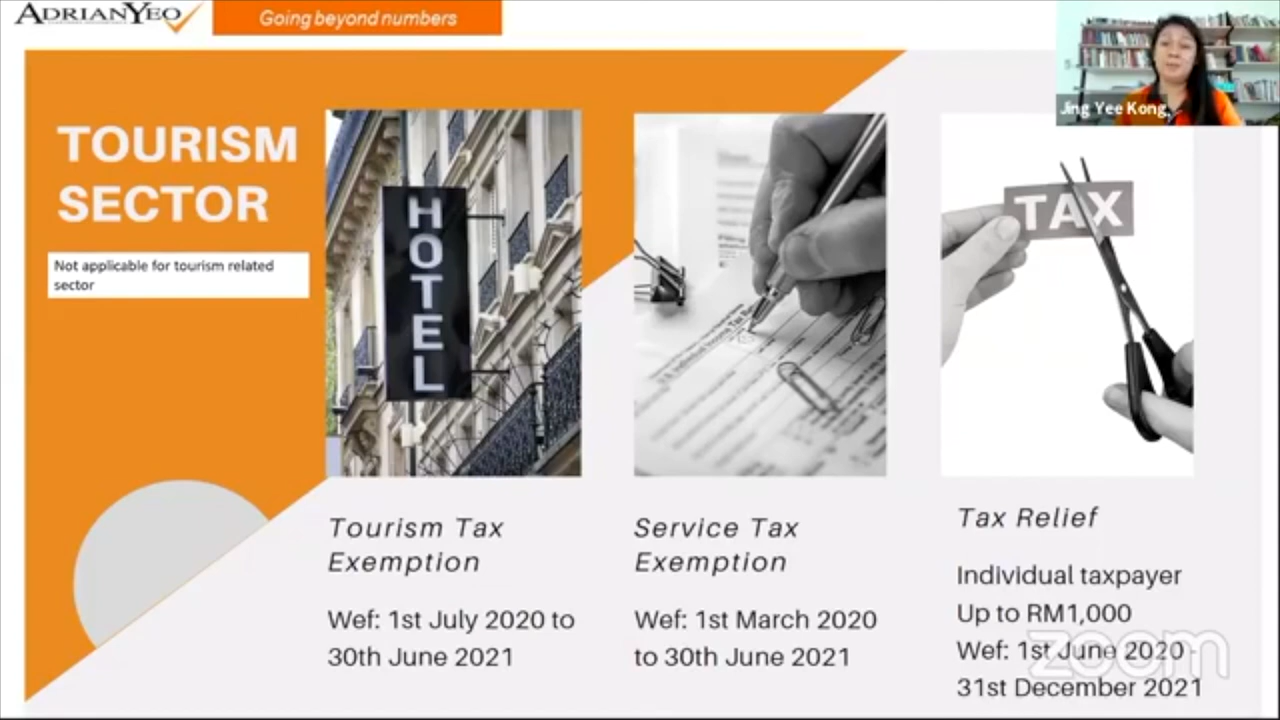 ADRIANYEO
Going beyond numbers
Jing Yee Kong,
TOURISM
SECTOR
Not applicable for tourism related
sector
HOTEL
TAX
Tourism Tax
Exemption
Wef: 1st July 2020 to
30th June 2021
Service Tax
Exemption
Wef: 1st March 2020
to 30th June 2021
Tax Relief
Individual taxpayer
Up to RM1,000
Wef: 1st June 2020 -
31st December 2021
zoom